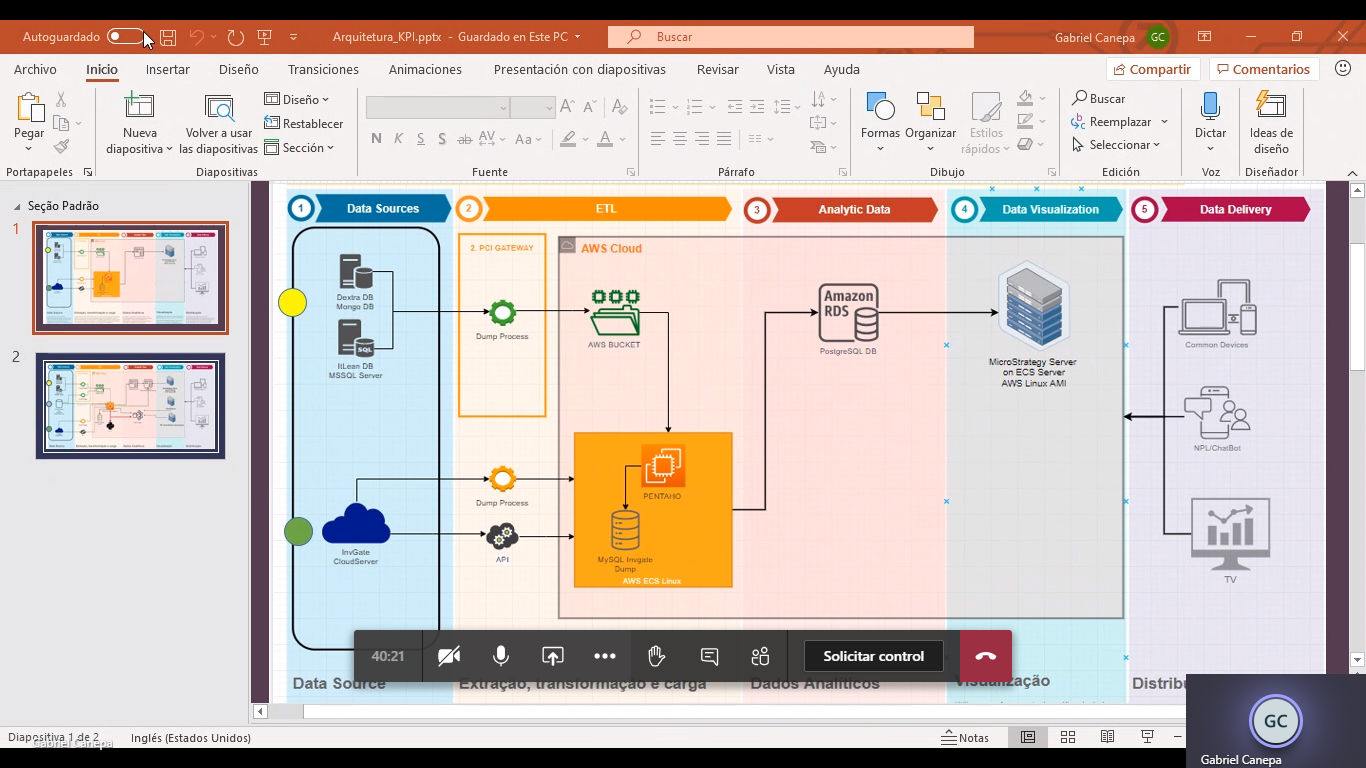 Autoguardado
Arquitetura_KPI.pptx - Guardado en Este PC
Buscar
Gabriel Canepa
GC
Archivo
Inicio
Insertar
Diseño
Transiciones
Animaciones
Presentación con diapositivas
Revisar
Vista
Ayuda
Compartir
Comentarios
Pegar
Nueva
diapositiva
Volver a usar
las diapositivas
Diseño
Restablecer
Sección
N K S S ab AV Aa A
Formas
Organizar
Estilos
rápidos
Buscar
Reemplazar
Seleccionar
Dictar
Ideas de
diseño
Portapapeles
Diapositivas
Fuente
Párrafo
Dibujo
Edición
Voz
Diseñador
Seção Padrão
1
2
1 Data Sources
2 ETL
3 Analytic Data
4 Data Visualization
5 Data Delivery
2. PCI GATEWAY
AWS Cloud
Dextra DB
Mongo DB
SQL
ItLean DB
MSSQL Server
Dump Process
AWS BUCKET
Amazon
RDS
PostgreSQL DB
MicroStrategy Server
on ECS Server
AWS Linux AMI
Common Devices
NPL/ChatBot
TV
InvGate
CloudServer
Dump Process
API
PENTAHO
MySQL Invgate
Dump
AWS ECS Linux
40:21
Solicitar control
Data Source
Extração, transformação e carga
Dados Analíticos
Visualização
Distrib
Diapositiva 1 de 2
Gabriel Canepa
Inglés (Estados Unidos)
Notas
GC
Gabriel Canepa